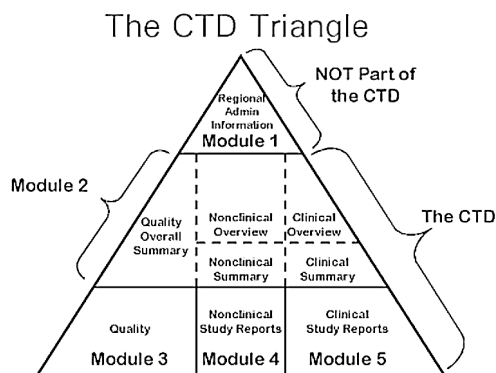 The CTD Triangle
NOT Part of
the CTD
Regional
Admin
Information
Module 1
Module 2
The CTD
Quality
Overall
Summary
Nonclinical
Overview
Clinical
Overview
Nonclinical
Summary
Clinical
Summary
Quality
Module 3
Nonclinical
Study Reports
Module 4
Clinical
Study Reports
Module 5